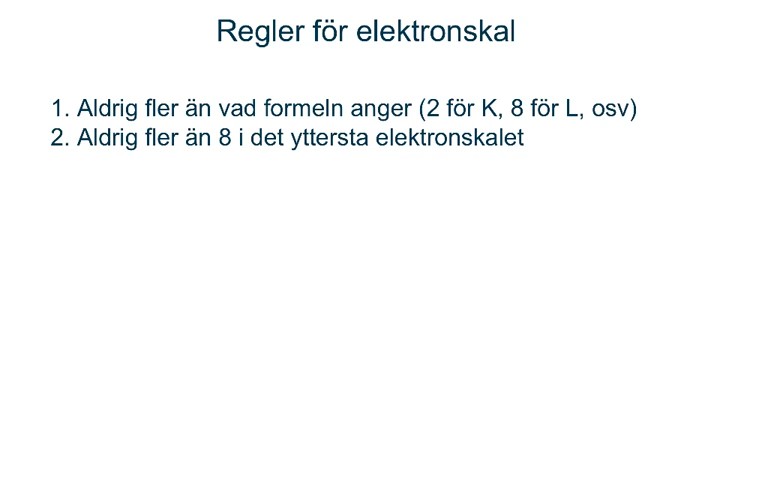 Regler för elektronskal
1. Aldrig fler än vad formeln anger (2 för K, 8 för L, osv)
2. Aldrig fler än 8 i det yttersta elektronskalet